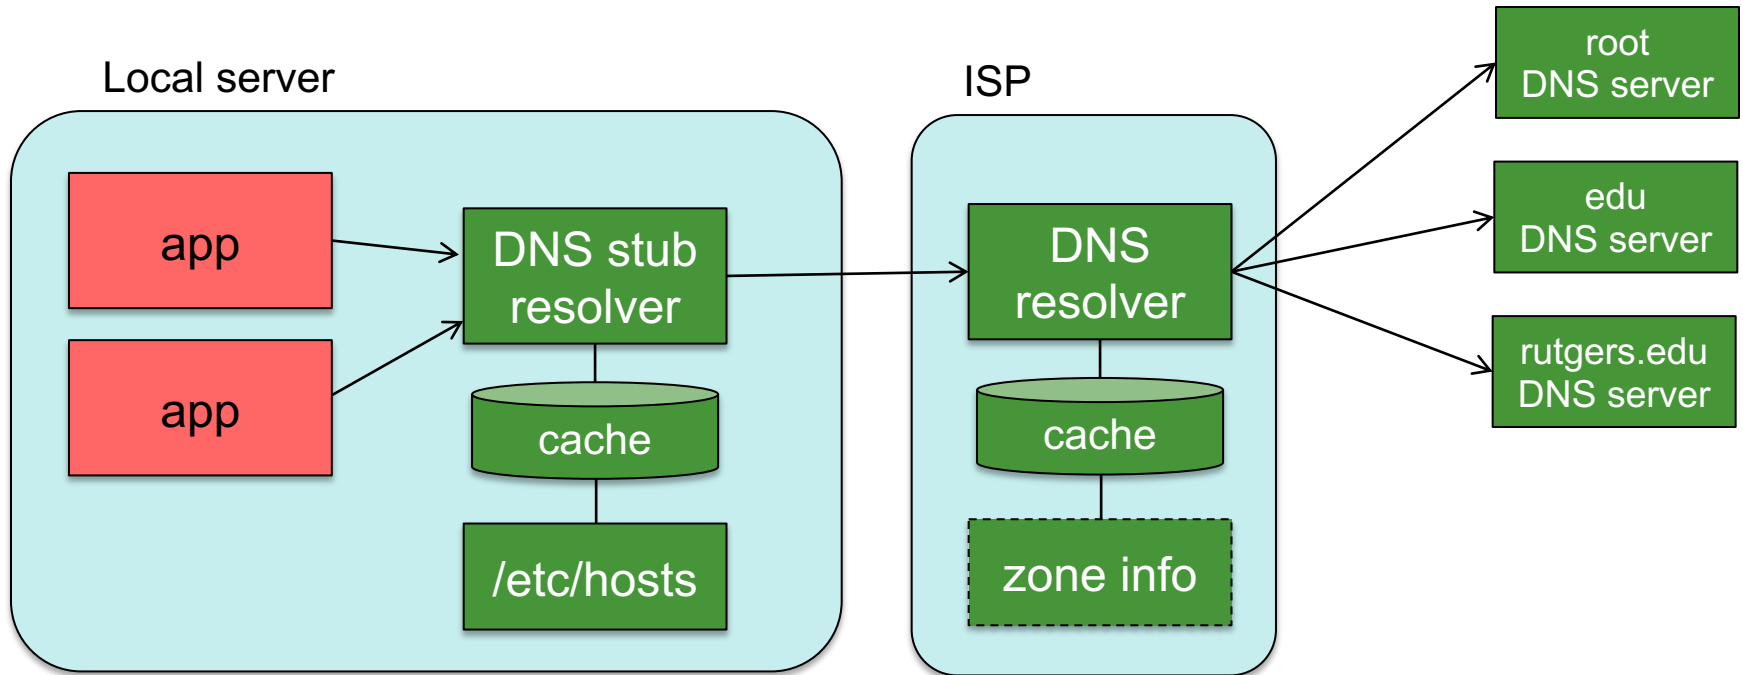 Local server
app
app
DNS stub
resolver
cache
/etc/hosts
ISP
DNS
resolver
cache
zone info
root
DNS server
edu
DNS server
rutgers.edu
DNS server